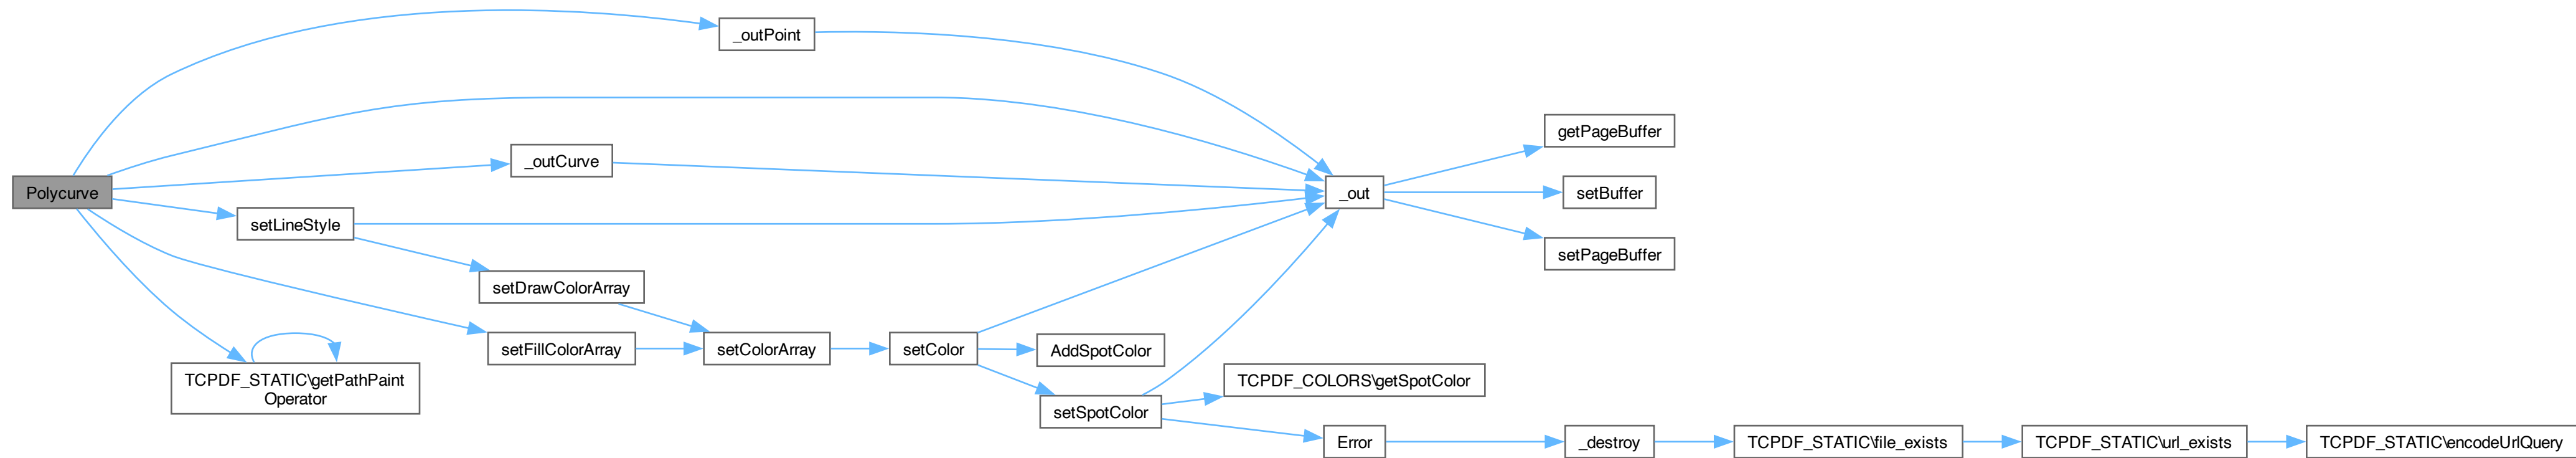 _outPoint
getPageBuffer
_outCurve
Polycurve
_out
setBuffer
setLineStyle
setPageBuffer
setDrawColorArray
setFillColorArray
setColorArray
setColor
AddSpotColor
TCPDF_STATIC\getPathPaint
Operator
TCPDF_COLORS\getSpotColor
setSpotColor
Error
_destroy
TCPDF_STATIC\file_exists
TCPDF_STATIC\url_exists
TCPDF_STATIC\encodeUrlQuery